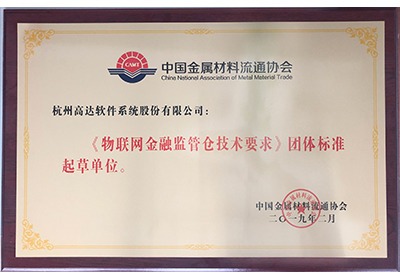 CAMT
中国金属材料流通协会
China National Association of Metal Material Trade
杭州高达软件系统股份有限公司：
《物联网金融监管仓技术要求》团体标准
起草单位。
中国金属材料流通协会
二〇一九年二月